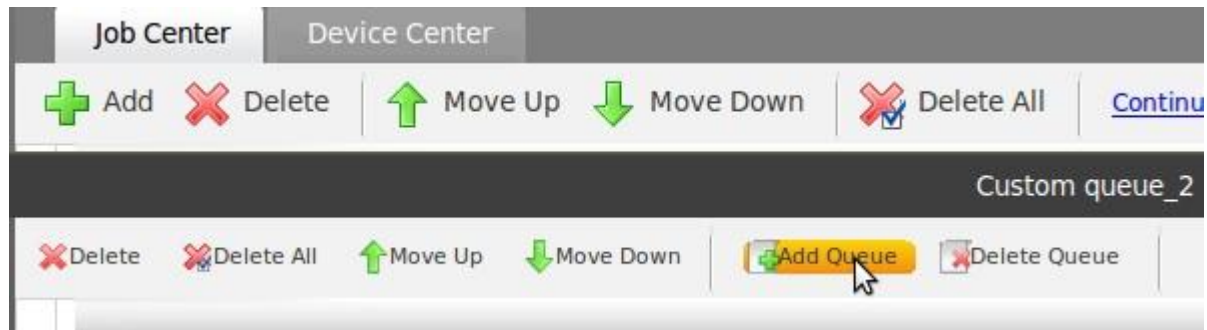 Job Center Device Center
Add Delete Move Up Move Down Delete All Continu
Custom queue_2
Delete Delete All Move Up Move Down Add Queue Delete Queue